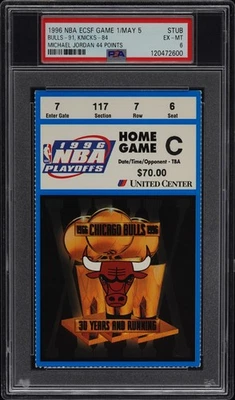 1996 NBA ECSF GAME 1/MAY 5 STUB
BULLS - 91, KNICKS - 84 EX - MT
MICHAEL JORDAN 44 POINTS 6
PSA 120472600
7 117 7 6
Enter Gate Section Row Seat
1996
NBA
PLAYOFFS
HOME
GAME C
Date/Time/Opponent - TBA
$70.00
UNITED CENTER
1966 CHICAGO BULLS 1996
30 YEARS AND RUNNING